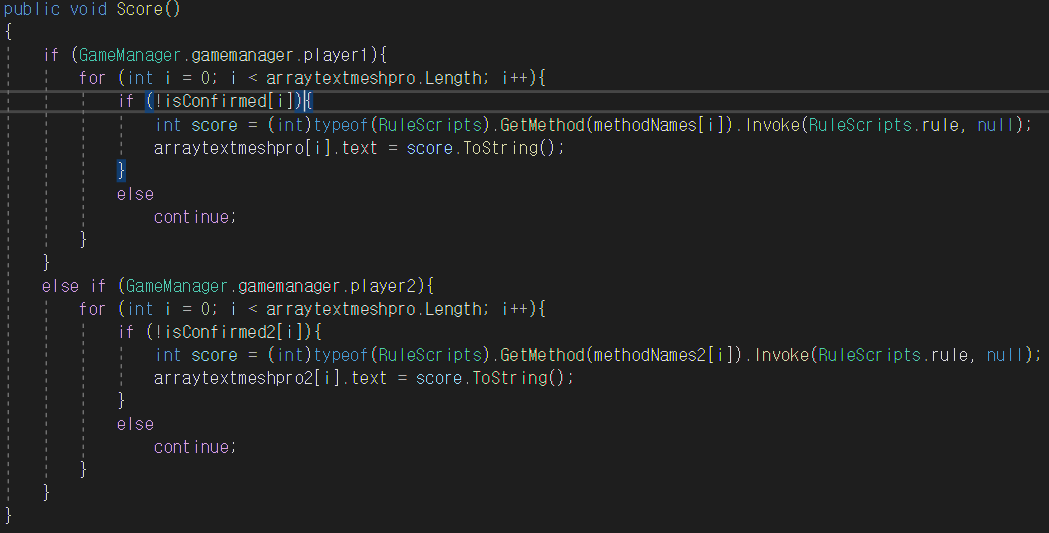 public void Score()
{
if (GameManager.gamemanager.player1){
for (int i = 0; i < arraytextmeshpro.Length; i++){
if (!isConfirmed[i]){
int score = (int)typeof(RuleScripts).GetMethod(methodNames[i]).Invoke(RuleScripts.rule, null);
arraytextmeshpro[i].text = score.ToString();
}
else
continue;
}
}
else if (GameManager.gamemanager.player2){
for (int i = 0; i < arraytextmeshpro.Length; i++){
if (!isConfirmed2[i]){
int score = (int)typeof(RuleScripts).GetMethod(methodNames2[i]).Invoke(RuleScripts.rule, null);
arraytextmeshpro2[i].text = score.ToString();
}
else
continue;
}
}
}